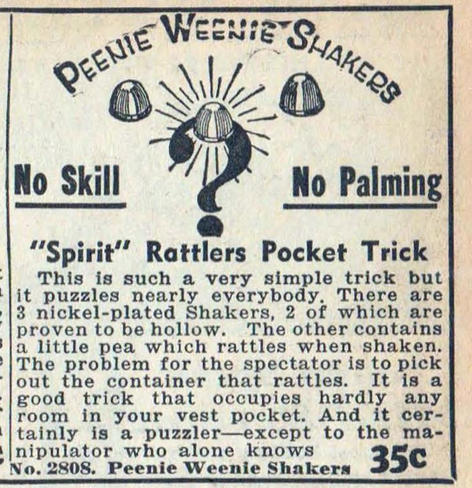 PEENIE WEENIE SHAKERS
No Skill
No Palming
"Spirit" Rattlers Pocket Trick
This is such a very simple trick but
it puzzles nearly everybody. There are
3 nickel-plated Shakers, 2 of which are
proven to be hollow. The other contains
a little pea which rattles when shaken.
The problem for the spectator is to pick
out the container that rattles. It is a
good trick that occupies hardly any
room in your vest pocket. And it cer-
tainly is a puzzler—except to the ma-
nipulator who alone knows
No. 2808. Peenie Weenie Shakers 35c